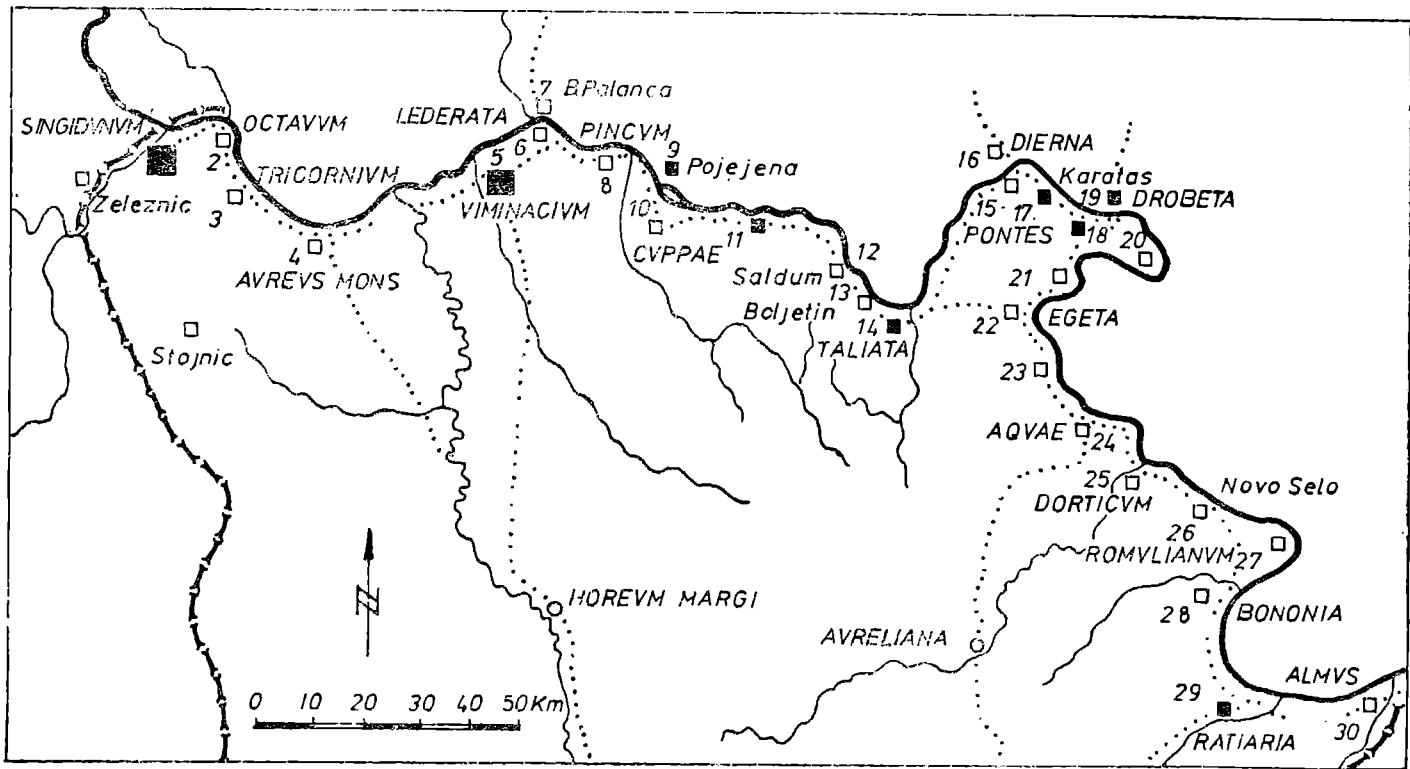 SINGIDVNVM
Zeleznic
2
OCTAVVM
3
TRICORNIVM
4
AVREVS MONS
Stojnic
LEDERATA
5
VIMINACIVM
7
B.Palanca
6
PINCVM
8
9
Pojejena
10
CVPPAE
11
12
Saldum
13
Boljetin
14
TALIATA
16
DIERNA
15
Karatas
17
PONTES
19
DROBETA
18
20
21
22
EGETA
23
AQVAE
24
25
DORTICVM
Novo Selo
26
ROMVLIANVM
27
28
BONONIA
HOREVM MARGI
AVRELIANA
ALMVS
29
30
RATIARIA
N
0 10 20 30 40 50 Km